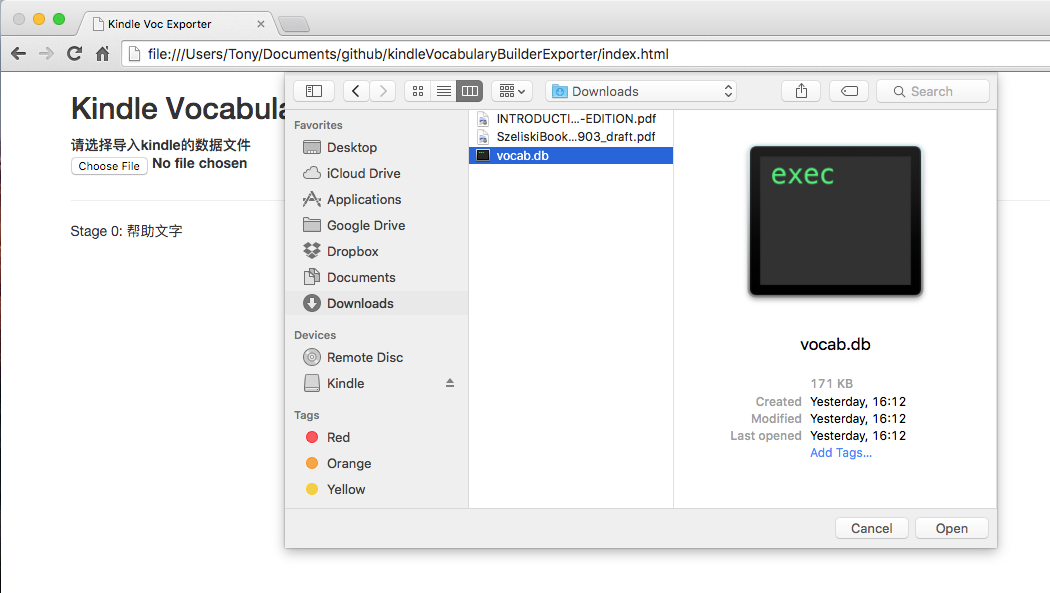 Kindle Voc Exporter
file:///Users/Tony/Documents/github/kindleVocabularyBuilderExporter/index.html
Kindle Vocabula
请选择导入kindle的数据文件
Choose File No file chosen
Stage 0: 帮助文字
Downloads
Search
Favorites
Desktop
iCloud Drive
Applications
Google Drive
Dropbox
Documents
Downloads
Devices
Remote Disc
Kindle
Tags
Red
Orange
Yellow
INTRODUCTI...-EDITION.pdf
SzeliskiBook...903_draft.pdf
vocab.db
exec
vocab.db
171 KB
Created Yesterday, 16:12
Modified Yesterday, 16:12
Last opened Yesterday, 16:12
Add Tags...
Cancel Open